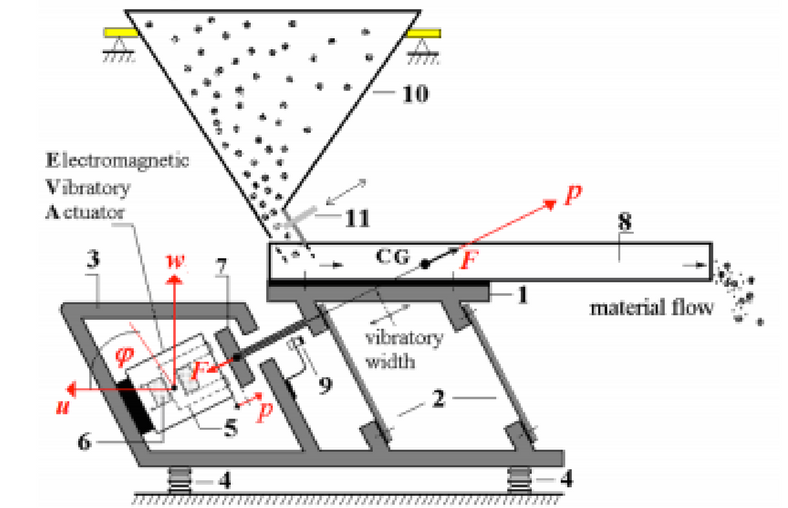 10
Electromagnetic
Vibratory
Actuator
11
p
8
CG
F
3
w
7
1
material flow
vibratory
width
φ
F
9
2
u
p
5
6
4
4